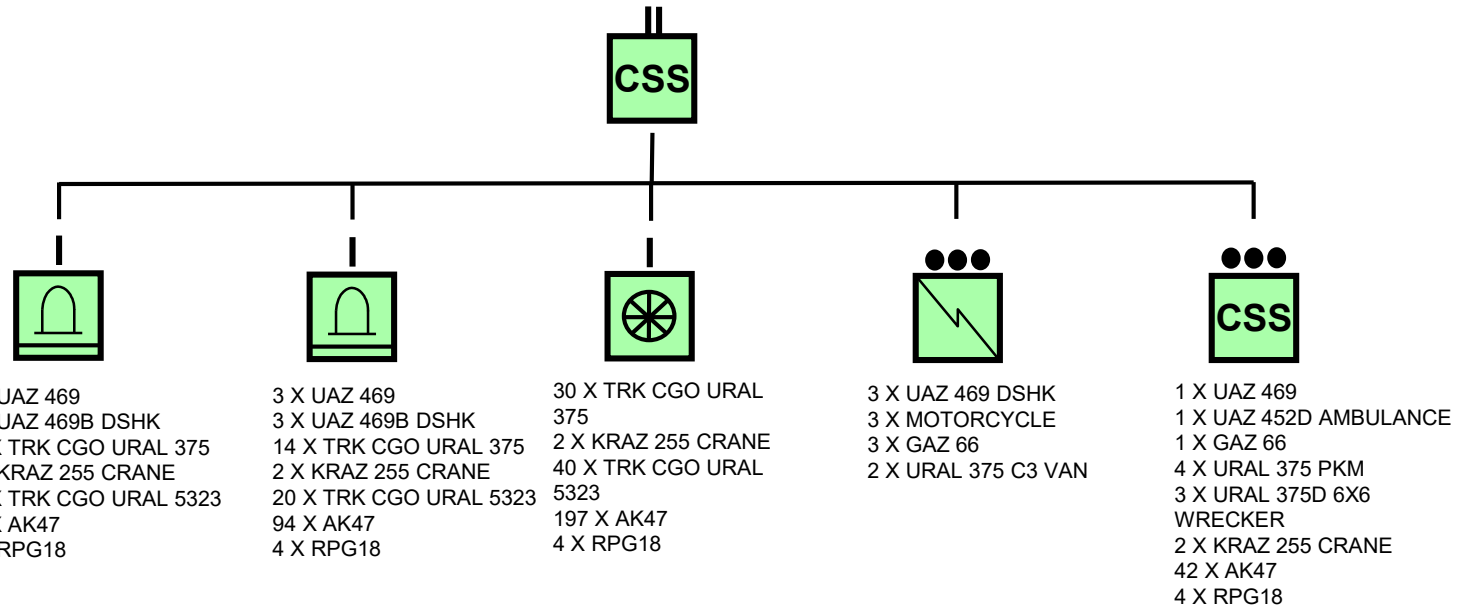 CSS
CSS
UAZ 469
UAZ 469B DSHK
TRK CGO URAL 375
KRAZ 255 CRANE
TRK CGO URAL 5323
AK47
RPG18
3 X UAZ 469
3 X UAZ 469B DSHK
14 X TRK CGO URAL 375
2 X KRAZ 255 CRANE
20 X TRK CGO URAL 5323
94 X AK47
4 X RPG18
30 X TRK CGO URAL
375
2 X KRAZ 255 CRANE
40 X TRK CGO URAL
5323
197 X AK47
4 X RPG18
3 X UAZ 469 DSHK
3 X MOTORCYCLE
3 X GAZ 66
2 X URAL 375 C3 VAN
1 X UAZ 469
1 X UAZ 452D AMBULANCE
1 X GAZ 66
4 X URAL 375 PKM
3 X URAL 375D 6X6
WRECKER
2 X KRAZ 255 CRANE
42 X AK47
4 X RPG18